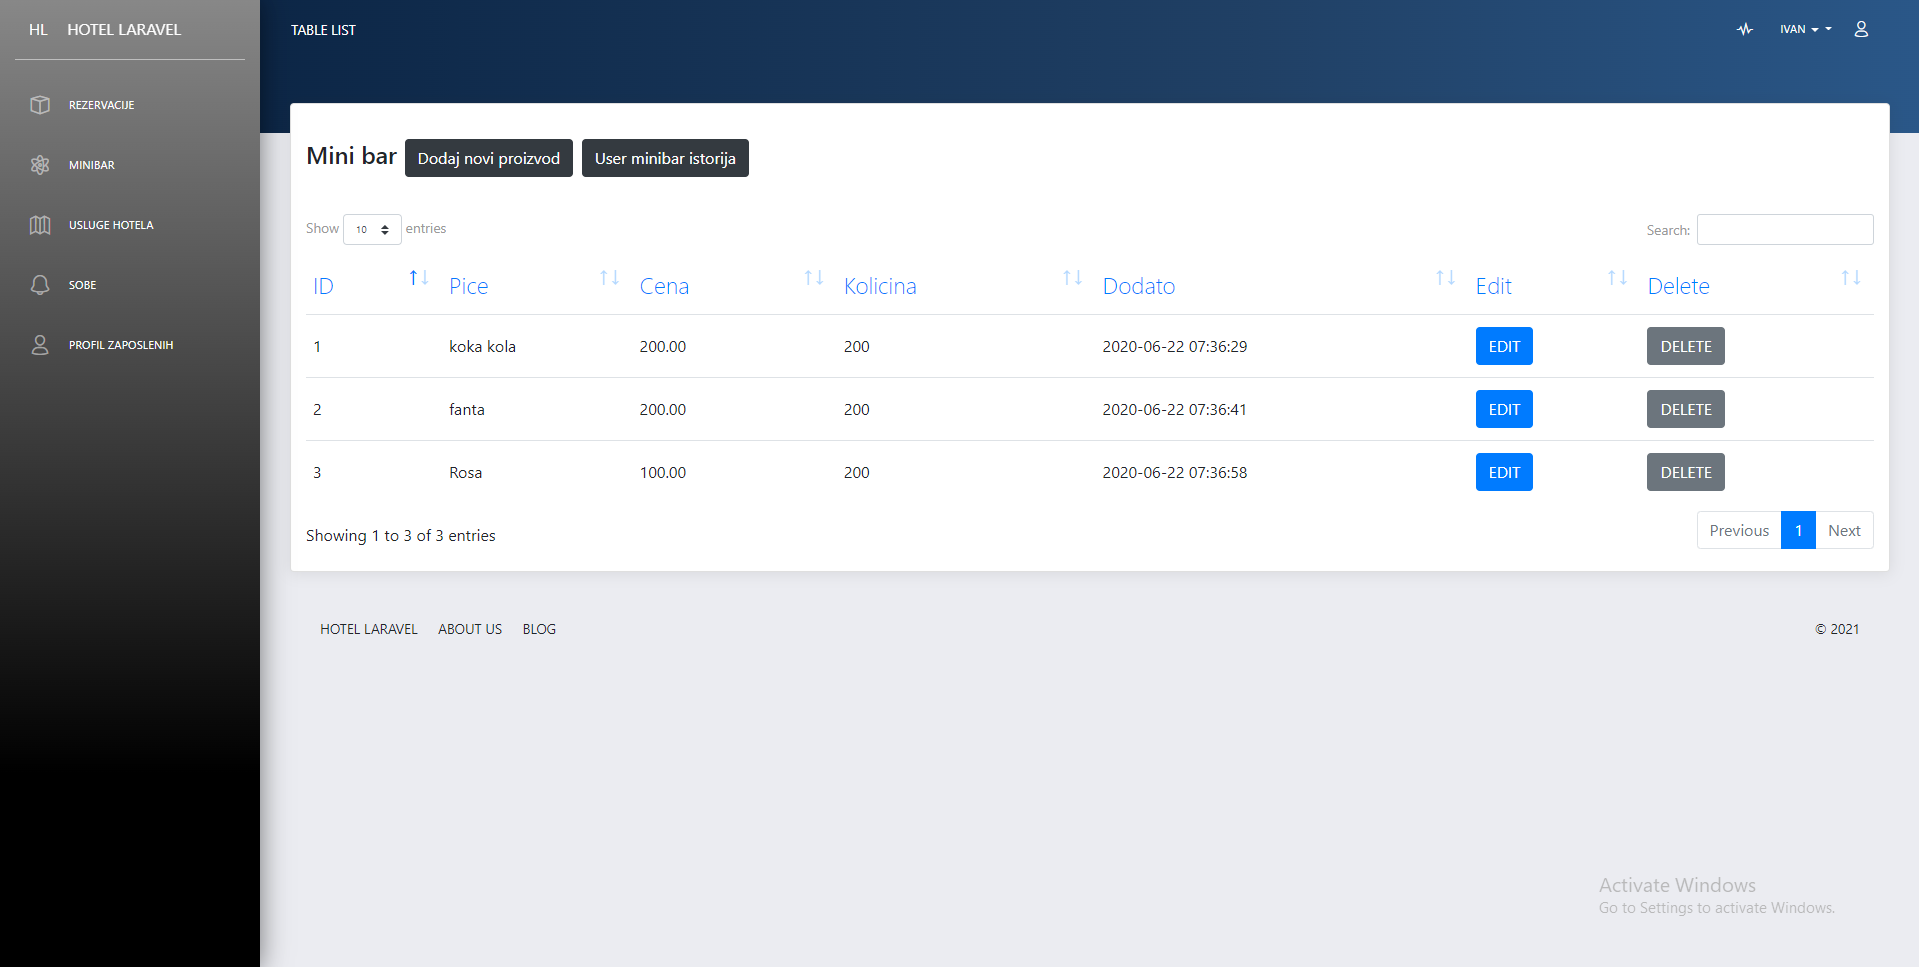 HL HOTEL LARAVEL
REZERVACIJE
MINIBAR
USLUGE HOTELA
SOBE
PROFIL ZAPOSLENIH
TABLE LIST
IVAN
Mini bar Dodaj novi proizvod User minibar istorija
Show 10 entries
Search:
ID Pice Cena Kolicina Dodato Edit Delete
1 koka kola 200.00 200 2020-06-22 07:36:29 EDIT DELETE
2 fanta 200.00 200 2020-06-22 07:36:41 EDIT DELETE
3 Rosa 100.00 200 2020-06-22 07:36:58 EDIT DELETE
Showing 1 to 3 of 3 entries
Previous 1 Next
HOTEL LARAVEL ABOUT US BLOG
© 2021
Activate Windows
Go to Settings to activate Windows.